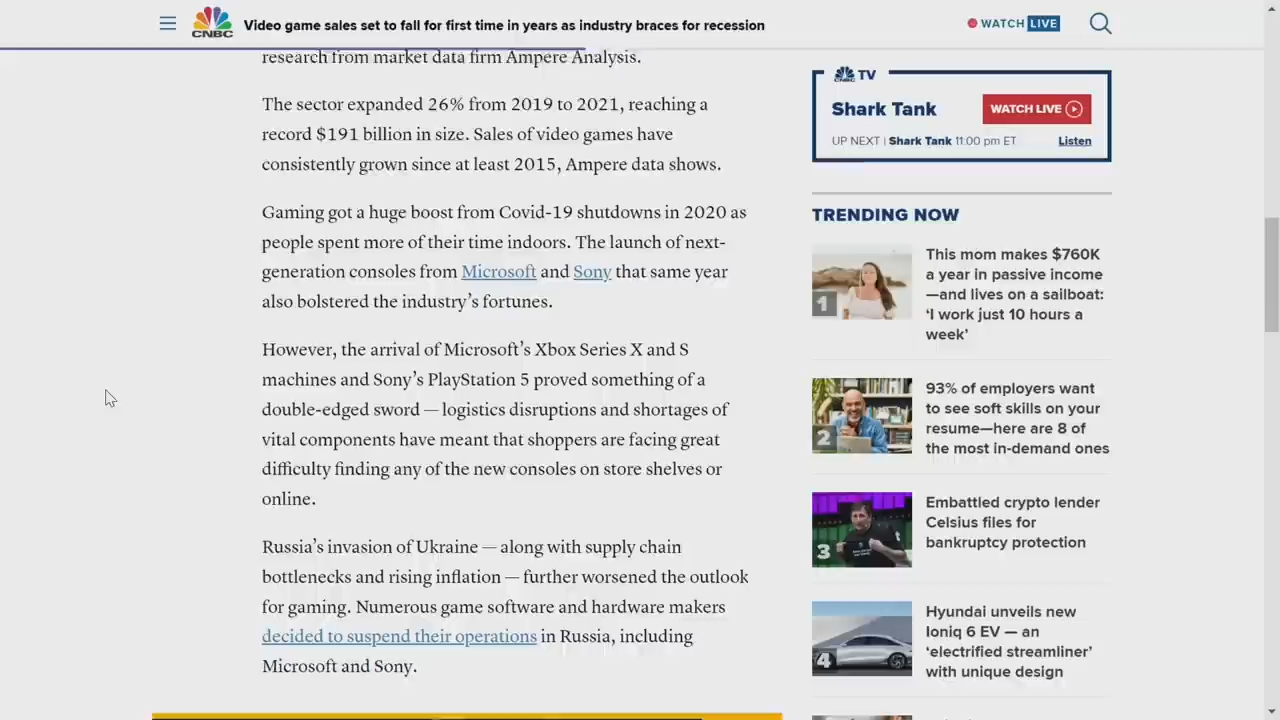 CNBC
Video game sales set to fall for first time in years as industry braces for recession
WATCH LIVE
research from market data firm Ampere Analysis.
The sector expanded 26% from 2019 to 2021, reaching a
record $191 billion in size. Sales of video games have
consistently grown since at least 2015, Ampere data shows.
Gaming got a huge boost from Covid-19 shutdowns in 2020 as
people spent more of their time indoors. The launch of next-
generation consoles from Microsoft and Sony that same year
also bolstered the industry’s fortunes.
However, the arrival of Microsoft’s Xbox Series X and S
machines and Sony’s PlayStation 5 proved something of a
double-edged sword — logistics disruptions and shortages of
vital components have meant that shoppers are facing great
difficulty finding any of the new consoles on store shelves or
online.
Russia’s invasion of Ukraine — along with supply chain
bottlenecks and rising inflation — further worsened the outlook
for gaming. Numerous game software and hardware makers
decided to suspend their operations in Russia, including
Microsoft and Sony.
CNBC TV
Shark Tank
WATCH LIVE
UP NEXT | Shark Tank 11:00 pm ET
Listen
TRENDING NOW
1
This mom makes $760K
a year in passive income
—and lives on a sailboat:
‘I work just 10 hours a
week’
2
93% of employers want
to see soft skills on your
resume—here are 8 of
the most in-demand ones
3
Embattled crypto lender
Celsius files for
bankruptcy protection
4
Hyundai unveils new
Ioniq 6 EV — an
‘electrified streamliner’
with unique design